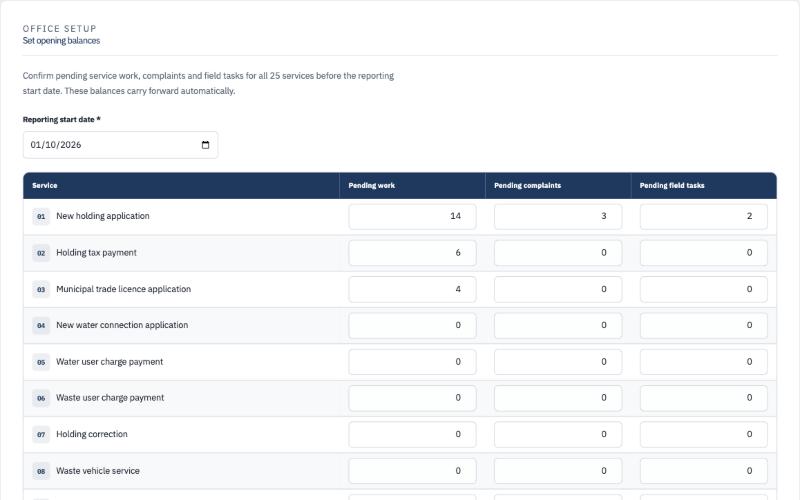 OFFICE SETUP
Set opening balances
Confirm pending service work, complaints and field tasks for all 25 services before the reporting
start date. These balances carry forward automatically.
Reporting start date *
01/10/2026
Service Pending work Pending complaints Pending field tasks
01 New holding application 14 3 2
02 Holding tax payment 6 0 0
03 Municipal trade licence application 4 0 0
04 New water connection application 0 0 0
05 Water user charge payment 0 0 0
06 Waste user charge payment 0 0 0
07 Holding correction 0 0 0
08 Waste vehicle service 0 0 0